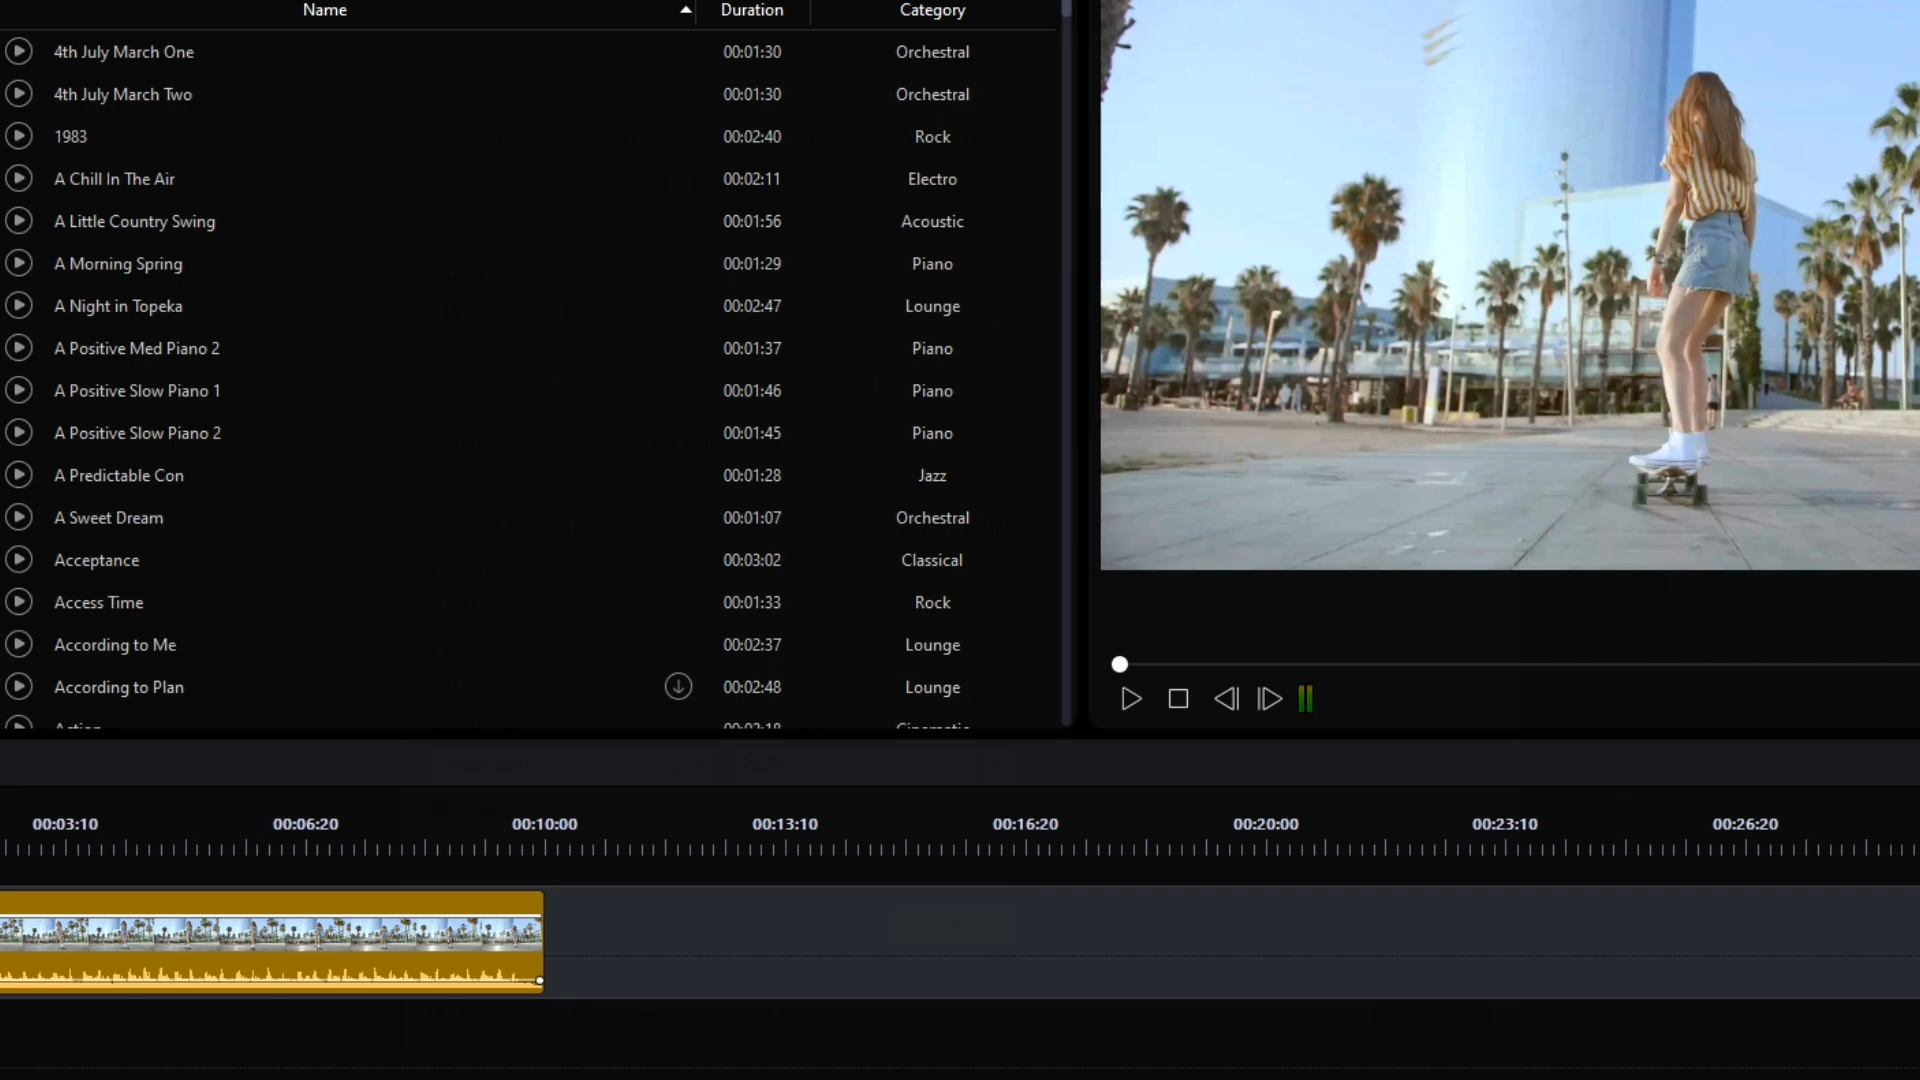 Name Duration Category
4th July March One 00:01:30 Orchestral
4th July March Two 00:01:30 Orchestral
1983 00:02:40 Rock
A Chill In The Air 00:02:11 Electro
A Little Country Swing 00:01:56 Acoustic
A Morning Spring 00:01:29 Piano
A Night in Topeka 00:02:47 Lounge
A Positive Med Piano 2 00:01:37 Piano
A Positive Slow Piano 1 00:01:46 Piano
A Positive Slow Piano 2 00:01:45 Piano
A Predictable Con 00:01:28 Jazz
A Sweet Dream 00:01:07 Orchestral
Acceptance 00:03:02 Classical
Access Time 00:01:33 Rock
According to Me 00:02:37 Lounge
According to Plan 00:02:48 Lounge
Action 00:02:18 Cinematic
00:03:10 00:06:20 00:10:00 00:13:10 00:16:20 00:20:00 00:23:10 00:26:20